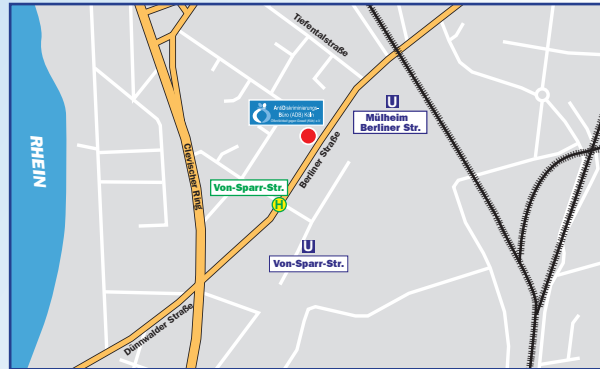 Tiefentalstraße
AntiDiskriminierungs-
Büro (ADB) Köln
U
Mülheim
Berliner Str.
RHEIN
Clevischer Ring
Berliner Straße
Von-Sparr-Str.
H
U
Von-Sparr-Str.
Dünnwalder Straße